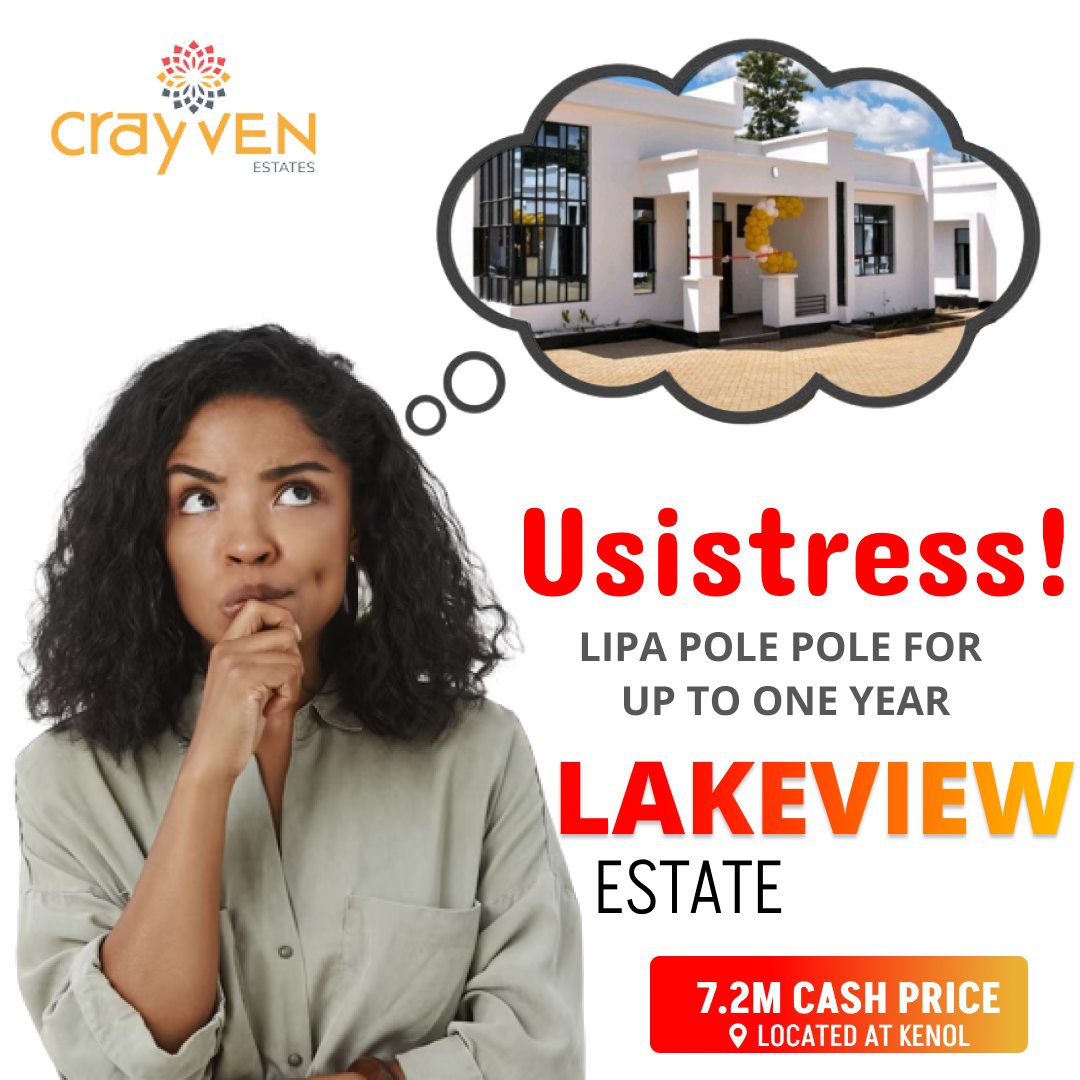 crayvEN
ESTATES
Usistress!
LIPA POLE POLE FOR
UP TO ONE YEAR
LAKEVIEW
ESTATE
7.2M CASH PRICE
LOCATED AT KENOL